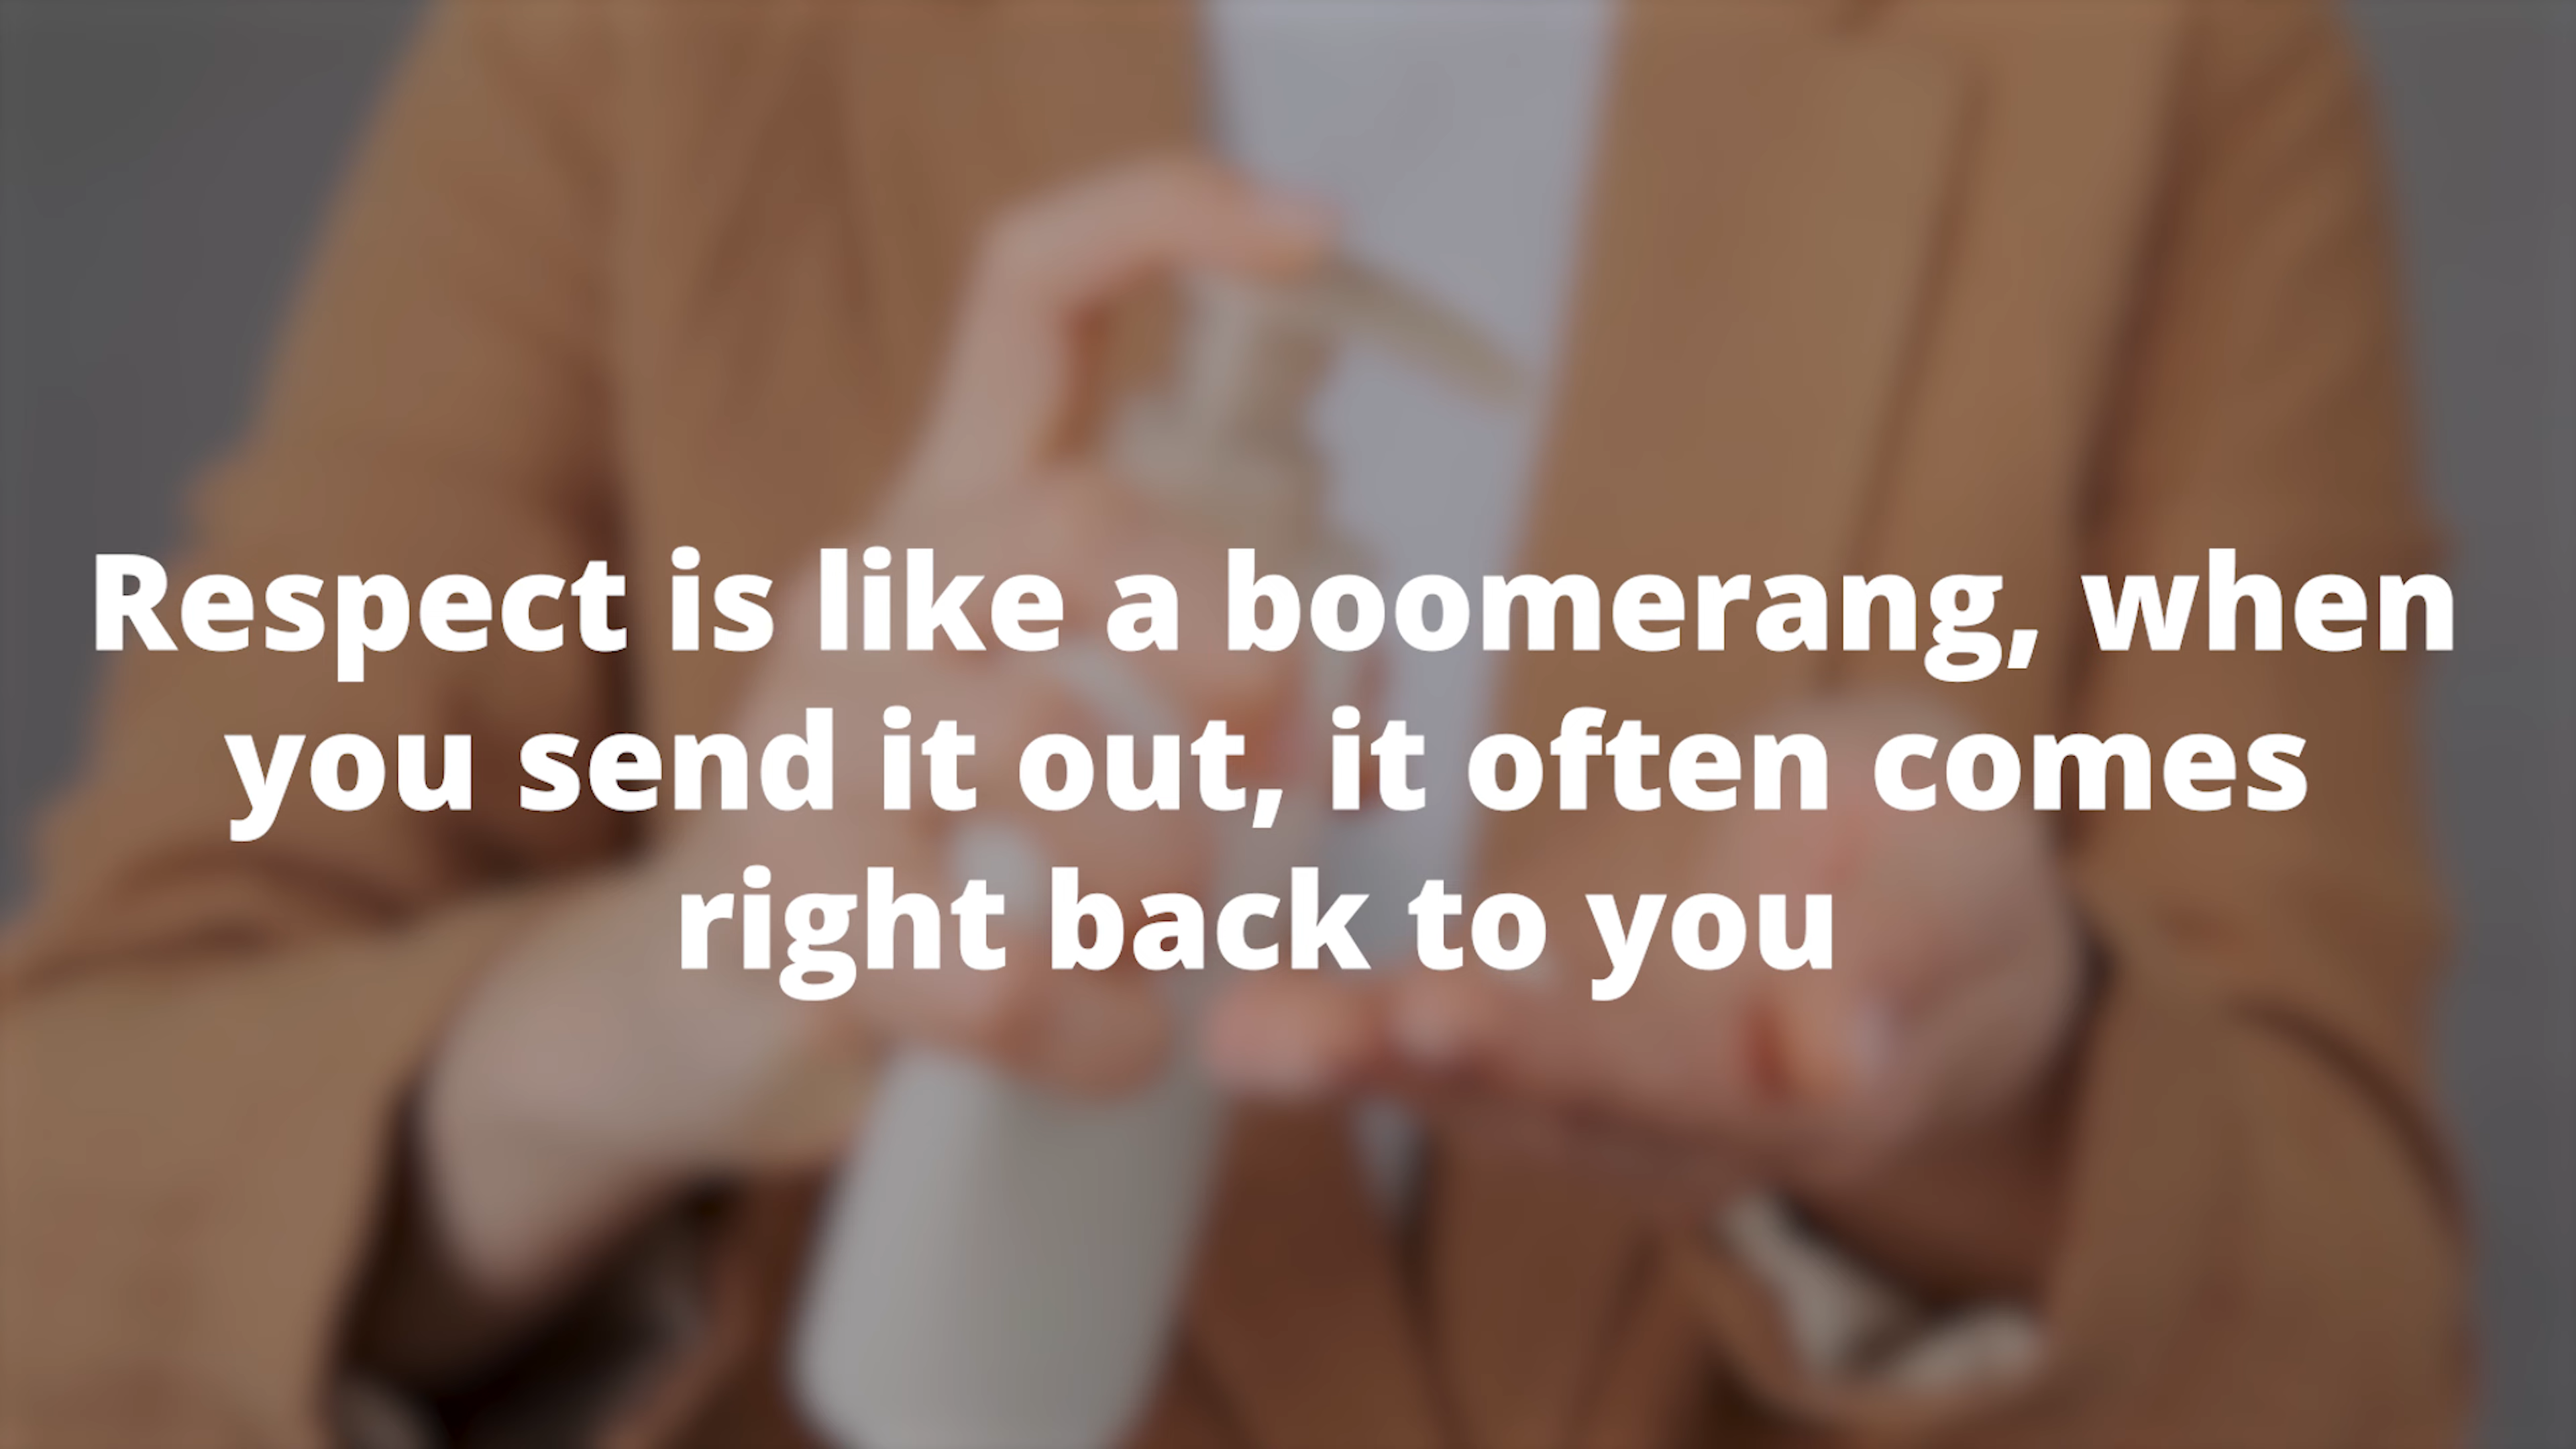 Respect is like a boomerang, when
you send it out, it often comes
right back to you